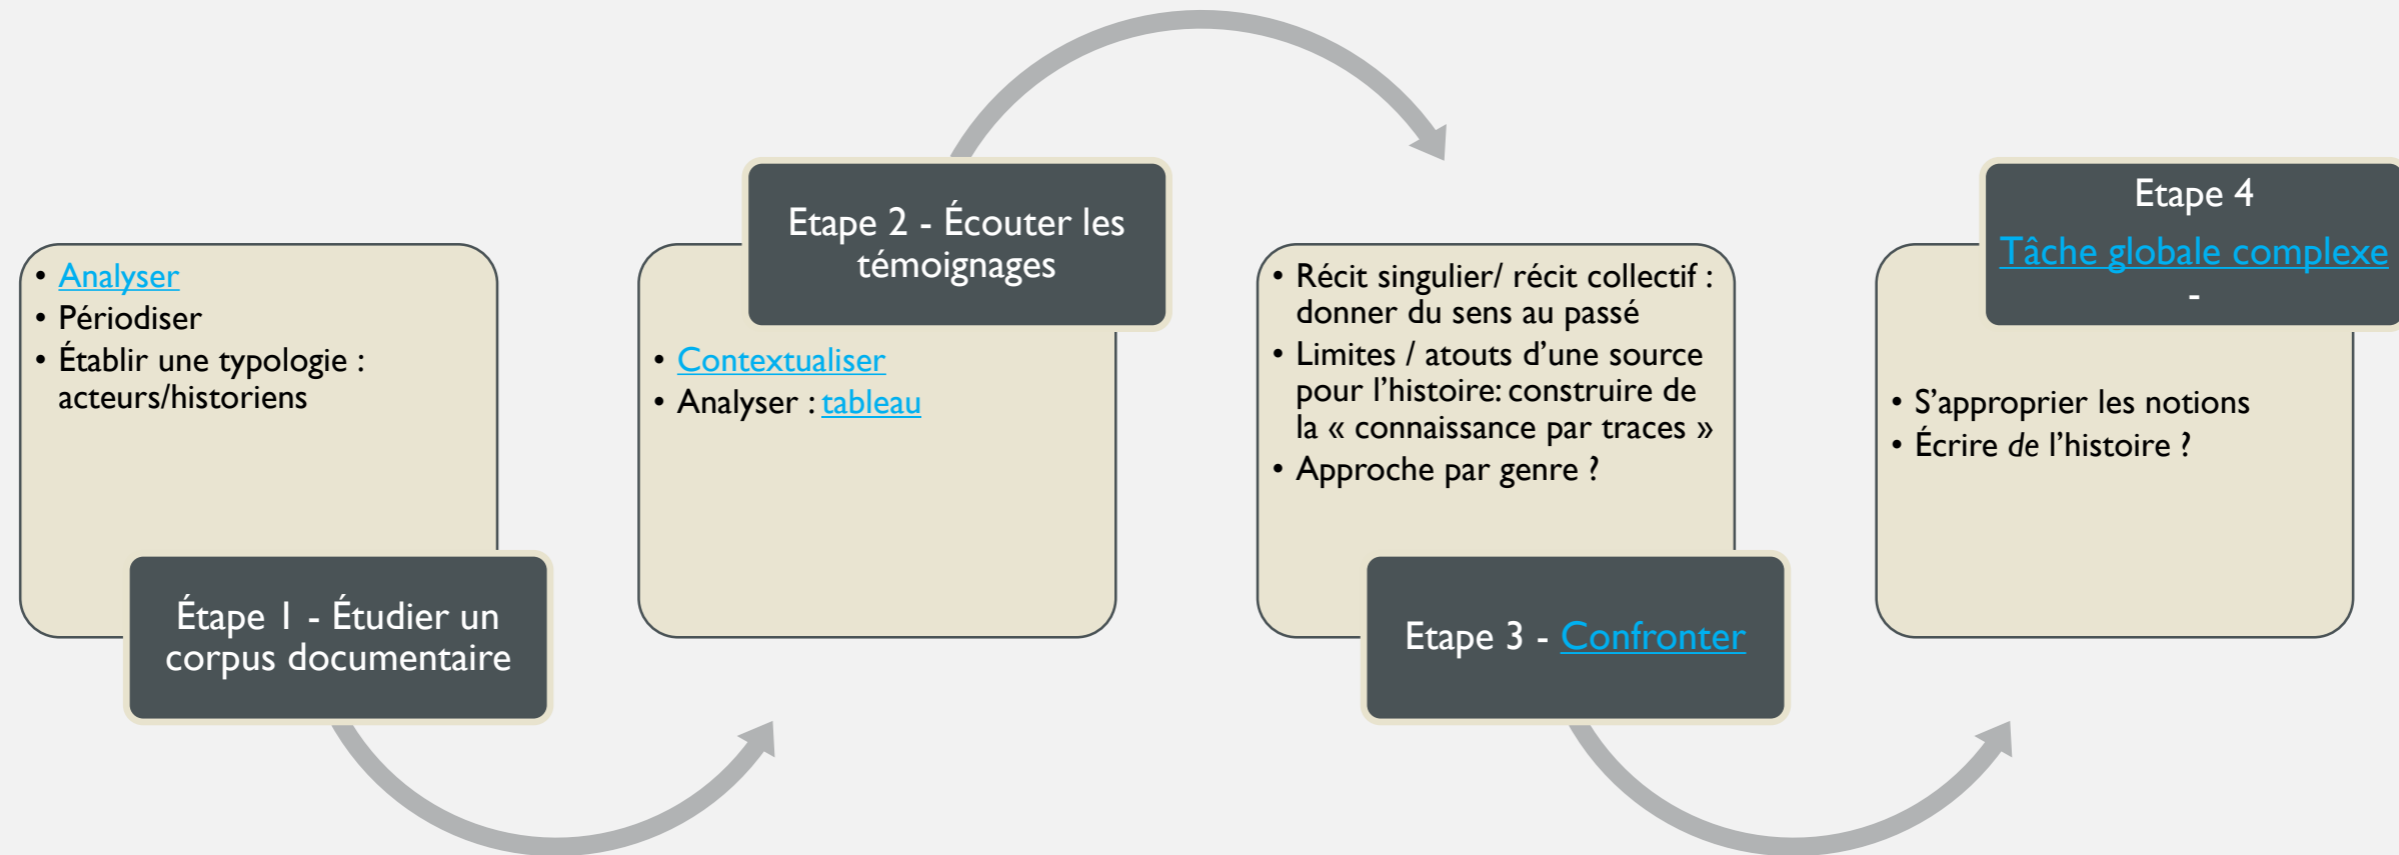 • Analyser
• Périodiser
• Établir une typologie :
acteurs/historiens
Étape 1 - Étudier un
corpus documentaire
Etape 2 - Écouter les
témoignages
• Contextualiser
• Analyser : tableau
• Récit singulier/ récit collectif :
donner du sens au passé
• Limites / atouts d’une source
pour l’histoire: construire de
la « connaissance par traces »
• Approche par genre ?
Etape 3 - Confronter
Etape 4
Tâche globale complexe
-
• S’approprier les notions
• Écrire de l’histoire ?